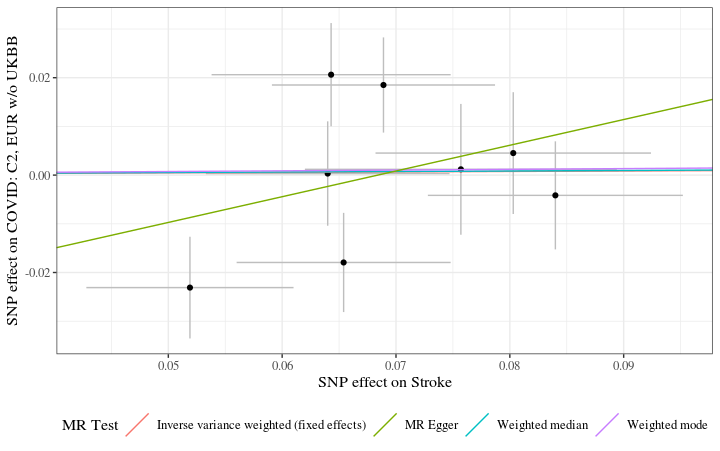 SNP effect on COVID: C2, EUR w/o UKBB
0.02
0.00
-0.02
0.05 0.06 0.07 0.08 0.09
SNP effect on Stroke
MR Test Inverse variance weighted (fixed effects) MR Egger Weighted median Weighted mode